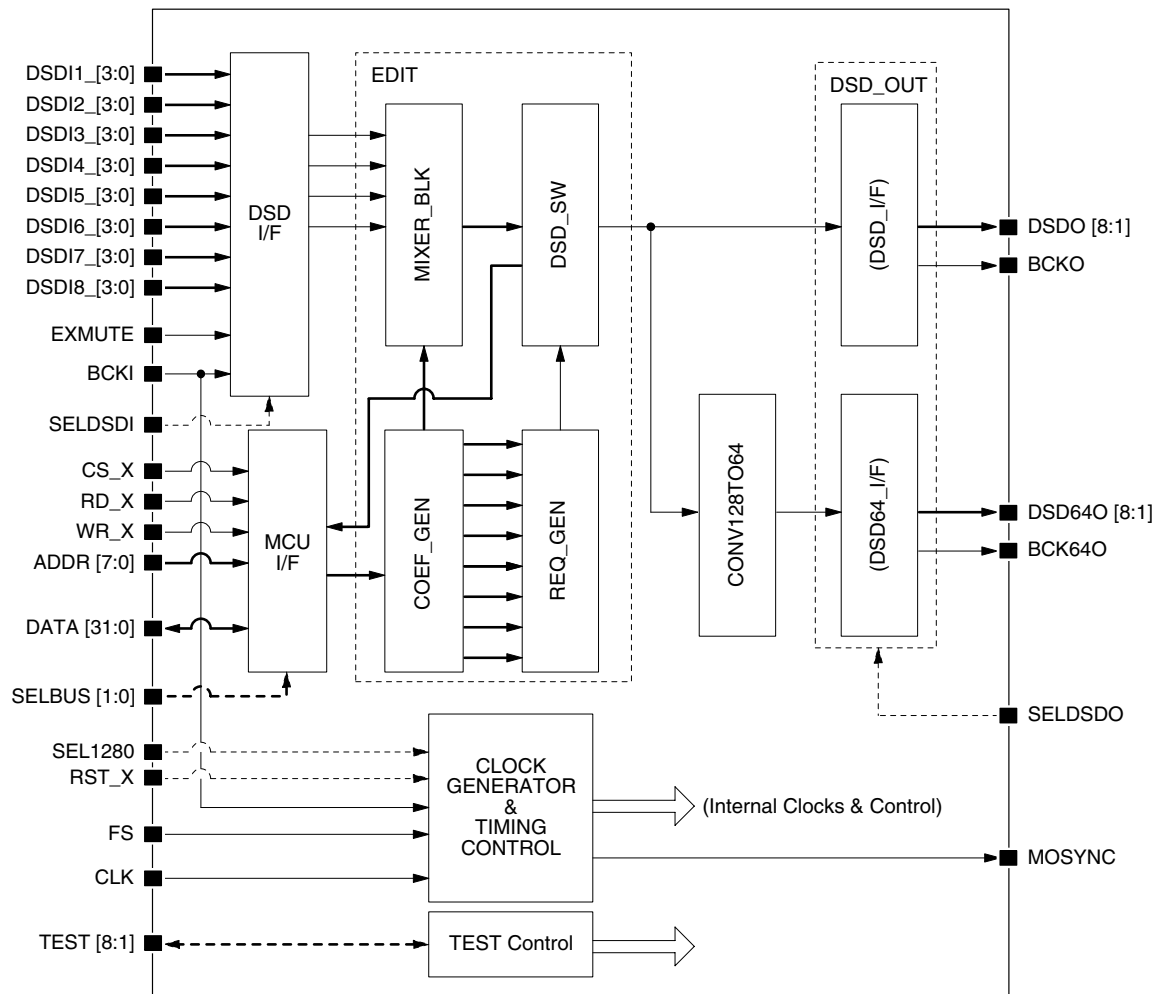 DSDI1_[3:0]
DSDI2_[3:0]
DSDI3_[3:0]
DSDI4_[3:0]
DSDI5_[3:0]
DSDI6_[3:0]
DSDI7_[3:0]
DSDI8_[3:0]
EXMUTE
BCKI
SELDSDI
CS_X
RD_X
WR_X
ADDR [7:0]
DATA [31:0]
SELBUS [1:0]
SEL1280
RST_X
FS
CLK
TEST [8:1]
DSD
I/F
MCU
I/F
EDIT
MIXER_BLK
DSD_SW
COEF_GEN
REQ_GEN
CONV128TO64
DSD_OUT
(DSD_I/F)
(DSD64_I/F)
DSDO [8:1]
BCKO
DSD64O [8:1]
BCK64O
SELDSDO
CLOCK
GENERATOR
&
TIMING
CONTROL
(Internal Clocks & Control)
MOSYNC
TEST Control